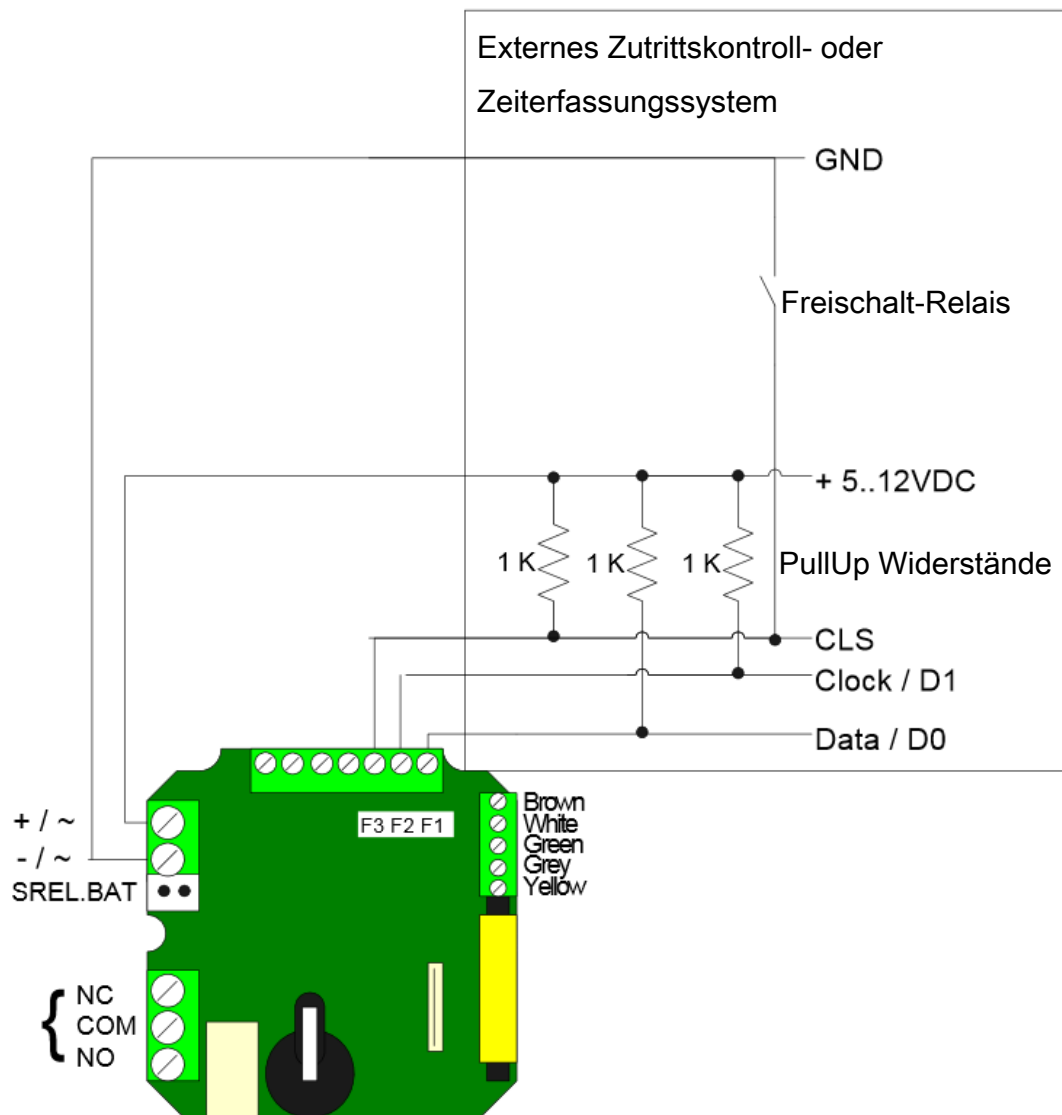 Externes Zutrittskontroll- oder
Zeiterfassungssystem
GND
Freischalt-Relais
+ 5..12VDC
1 K
1 K
1 K
PullUp Widerstände
CLS
Clock / D1
Data / D0
F3 F2 F1
Brown
White
Green
Grey
Yellow
+ / ~
- / ~
SREL.BAT
NC
COM
NO